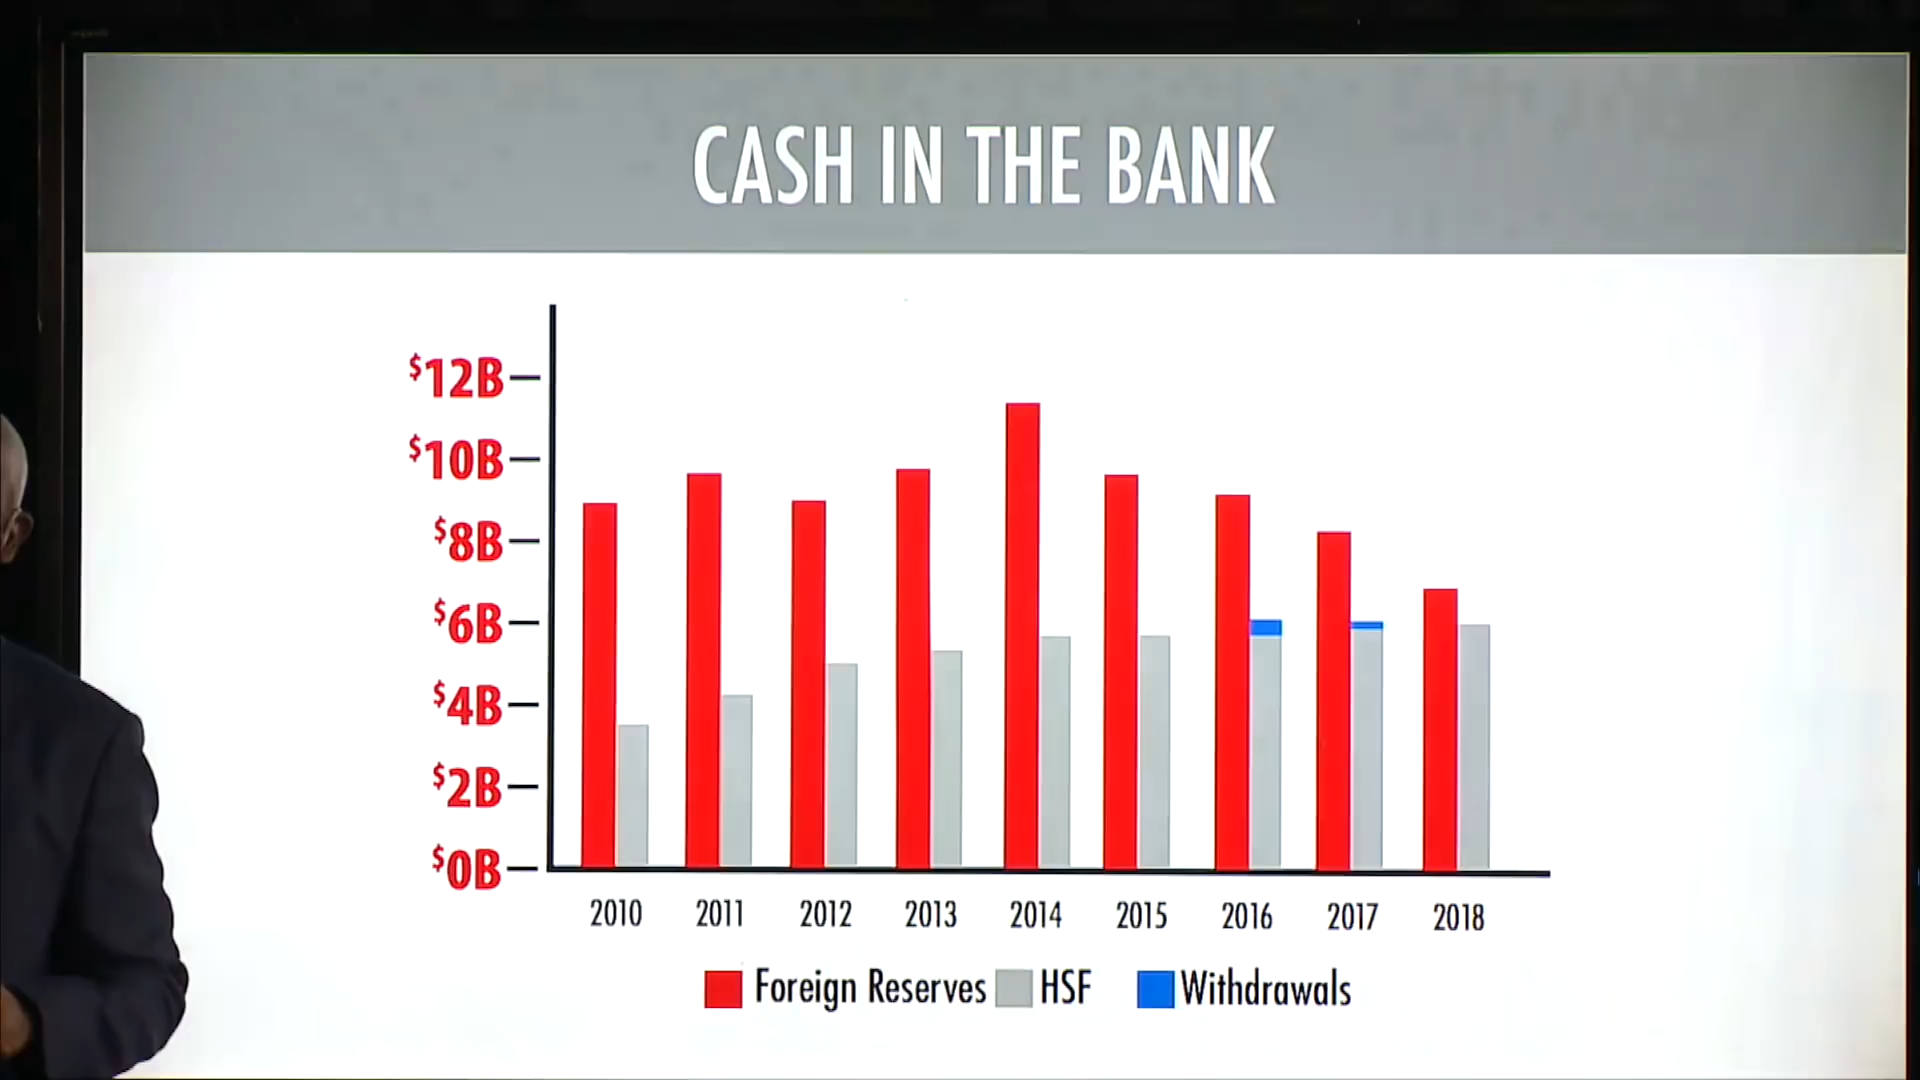 CASH IN THE BANK
$12B
$10B
$8B
$6B
$4B
$2B
$0B
2010 2011 2012 2013 2014 2015 2016 2017 2018
Foreign Reserves HSF Withdrawals